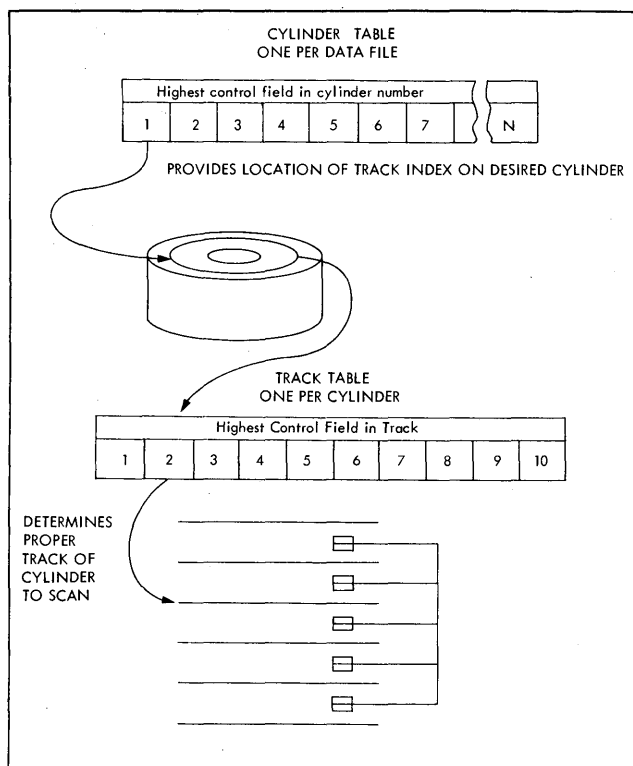 CYLINDER TABLE
ONE PER DATA FILE
Highest control field in cylinder number
1 2 3 4 5 6 7 N
PROVIDES LOCATION OF TRACK INDEX ON DESIRED CYLINDER
TRACK TABLE
ONE PER CYLINDER
Highest Control Field in Track
1 2 3 4 5 6 7 8 9 10
DETERMINES
PROPER
TRACK OF
CYLINDER
TO SCAN